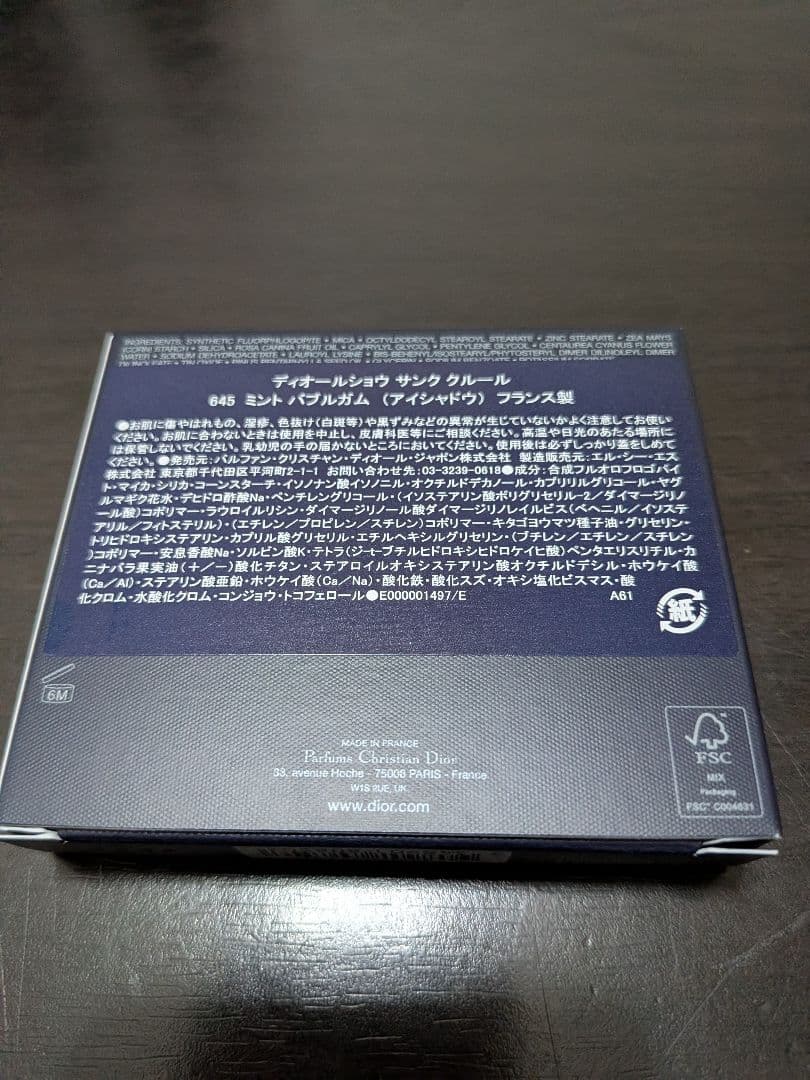 INGREDIENTS: SYNTHETIC FLUORPHLOGOPITE • MICA • OCTYLDODECYL STEAROYL STEARATE • ZINC STEARATE • ZEA MAYS
(CORN) STARCH • SILICA • ROSA CANINA FRUIT OIL • CAPRYLYL GLYCOL • PENTYLENE GLYCOL • CENTAUREA CYANUS FLOWER
WATER • SODIUM DEHYDROACETATE • LAUROYL LYSINE • BIS-BEHENYL/ISOSTEARYL/PHYTOSTERYL DIMER DILINOLEYL DIMER
ディオールショウ サンク クルール
645 ミント バブルガム （アイシャドウ） フランス製
●お肌に傷やはれもの、湿疹、色抜け(白斑等)や黒ずみなどの異常が生じていないかよく注意してお使い
ください。お肌に合わないときは使用を中止し、皮膚科医等にご相談ください。高温や日光のあたる場所に
は保管しないでください。乳幼児の手の届かないところにおいてください。使用後は必ずしっかり蓋をしめて
ください。●発売元:パルファン・クリスチャン・ディオール・ジャポン株式会社 製造販売元:エル・シー・エス
株式会社 東京都千代田区平河町2-1-1 お問い合わせ先:03-3239-0618●成分:合成フルオロフロゴパイ
ト・マイカ・シリカ・コーンスターチ・イソノナン酸イソノニル・オクチルドデカノール・カプリリルグリコール・ヤグ
ルマギク花水・デヒドロ酢酸Na・ペンチレングリコール・(イソステアリン酸ポリグリセリル-2/ダイマージリノ
ール酸)コポリマー・ラウロイルリシン・ダイマージリノール酸ダイマージリノレイルビス(ベヘニル/イソステ
アリル/フィトステリル)・(エチレン/プロピレン/スチレン)コポリマー・キタゴヨウマツ種子油・グリセリン・
トリヒドロキシステアリン・カプリル酸グリセリル・エチルヘキシルグリセリン・(ブチレン/エチレン/スチレン
)コポリマー・安息香酸Na・ソルビン酸K・テトラ(ジ-t-ブチルヒドロキシヒドロケイヒ酸)ペンタエリスリチル・カ
ニナバラ果実油(+/-)酸化チタン・ステアロイルオキシステアリン酸オクチルドデシル・ホウケイ酸
(Ca/Al)・ステアリン酸亜鉛・ホウケイ酸(Ca/Na)・酸化鉄・酸化スズ・オキシ塩化ビスマス・酸
化クロム・水酸化クロム・コンジョウ・トコフェロール●E000001497/E A61
紙
6M
MADE IN FRANCE
Parfums Christian Dior
33, avenue Hoche - 75008 PARIS - France
W1S 2UE, UK
www.dior.com
FSC
MIX
Packaging
FSC™ C004631